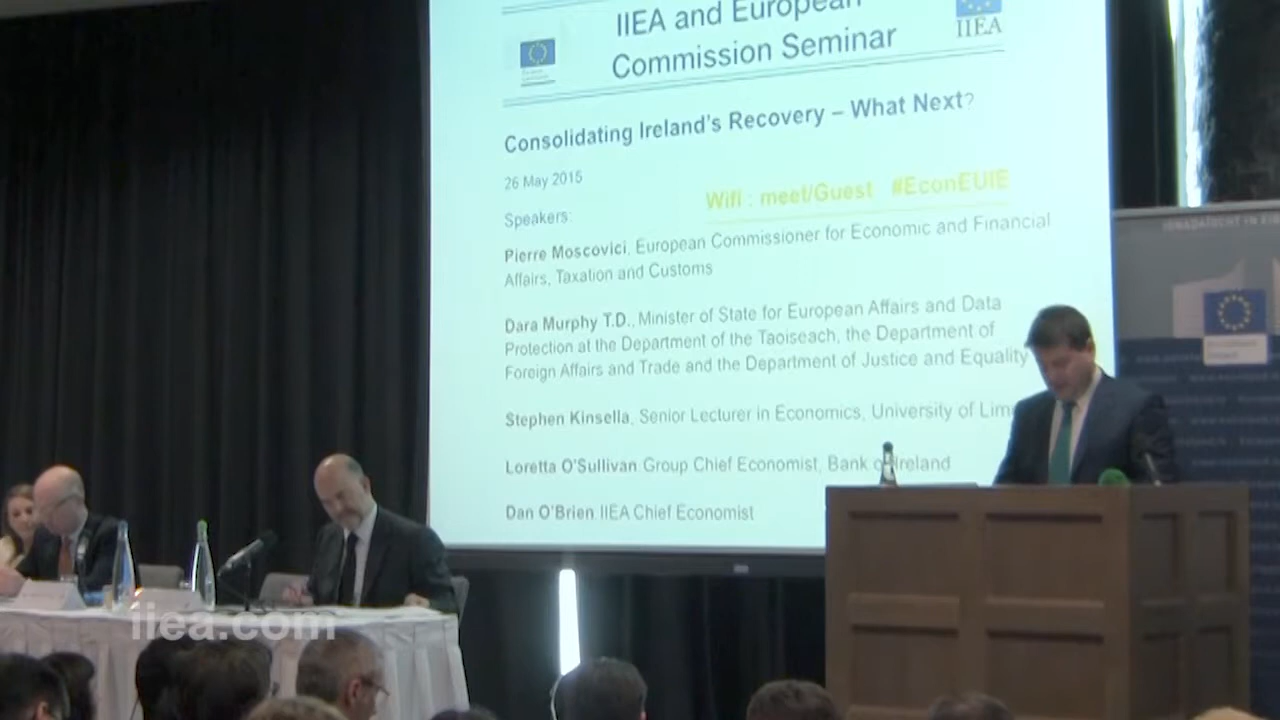 IIEA and European
Commission Seminar
IIEA
Consolidating Ireland's Recovery – What Next?
26 May 2015
Wifi : meet/Guest #EconEUIE
Speakers:
Pierre Moscovici, European Commissioner for Economic and Financial
Affairs, Taxation and Customs
Dara Murphy T.D., Minister of State for European Affairs and Data
Protection at the Department of the Taoiseach, the Department of
Foreign Affairs and Trade and the Department of Justice and Equality
Stephen Kinsella, Senior Lecturer in Economics, University of Lim
Loretta O'Sullivan Group Chief Economist, Bank of Ireland
Dan O'Brien IIEA Chief Economist
iiea.com